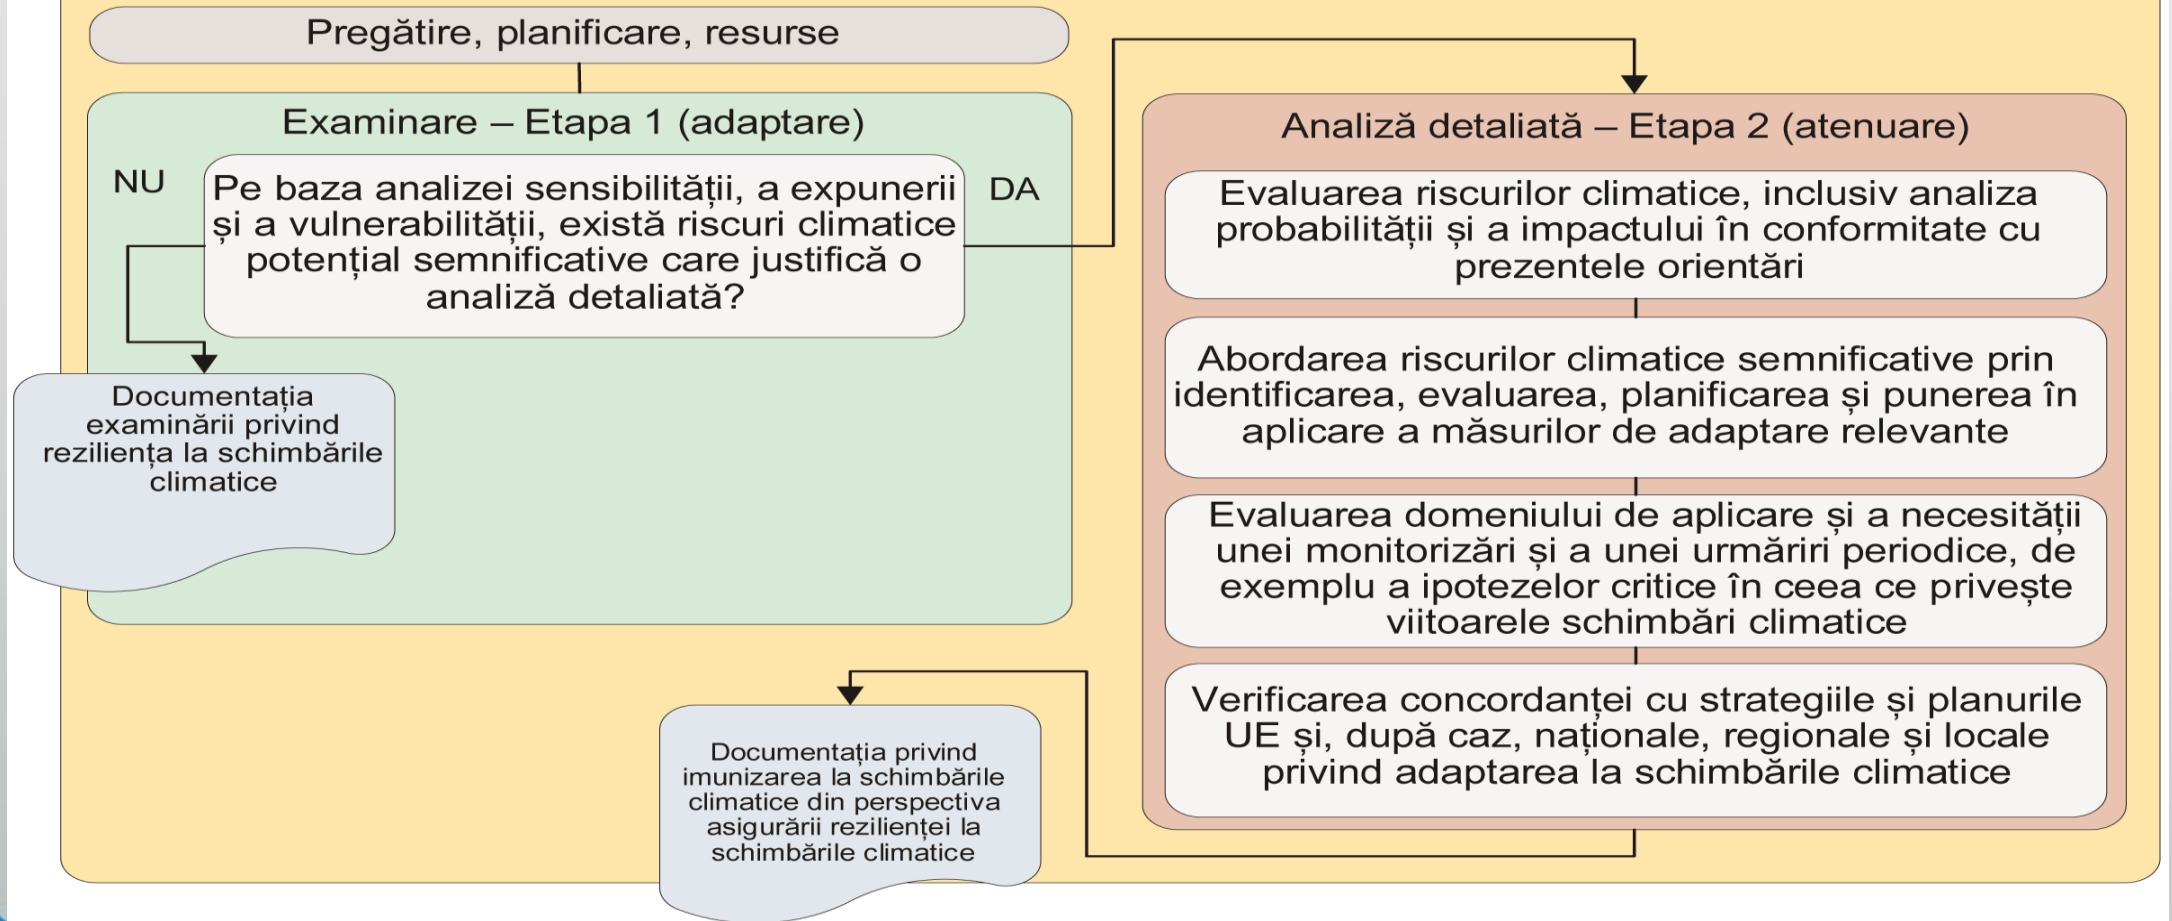 Pregătire, planificare, resurse
Examinare – Etapa 1 (adaptare)
NU
Pe baza analizei sensibilității, a expunerii
și a vulnerabilității, există riscuri climatice
potențial semnificative care justifică o
analiză detaliată?
DA
Documentația
examinării privind
reziliența la schimbările
climatice
Analiză detaliată – Etapa 2 (atenuare)
Evaluarea riscurilor climatice, inclusiv analiza
probabilității și a impactului în conformitate cu
prezentele orientări
Abordarea riscurilor climatice semnificative prin
identificarea, evaluarea, planificarea și punerea în
aplicare a măsurilor de adaptare relevante
Evaluarea domeniului de aplicare și a necesității
unei monitorizări și a unei urmăriri periodice, de
exemplu a ipotezelor critice în ceea ce privește
viitoarele schimbări climatice
Verificarea concordanței cu strategiile și planurile
UE și, după caz, naționale, regionale și locale
privind adaptarea la schimbările climatice
Documentația privind
imunizarea la schimbările
climatice din perspectiva
asigurării rezilienței la
schimbările climatice